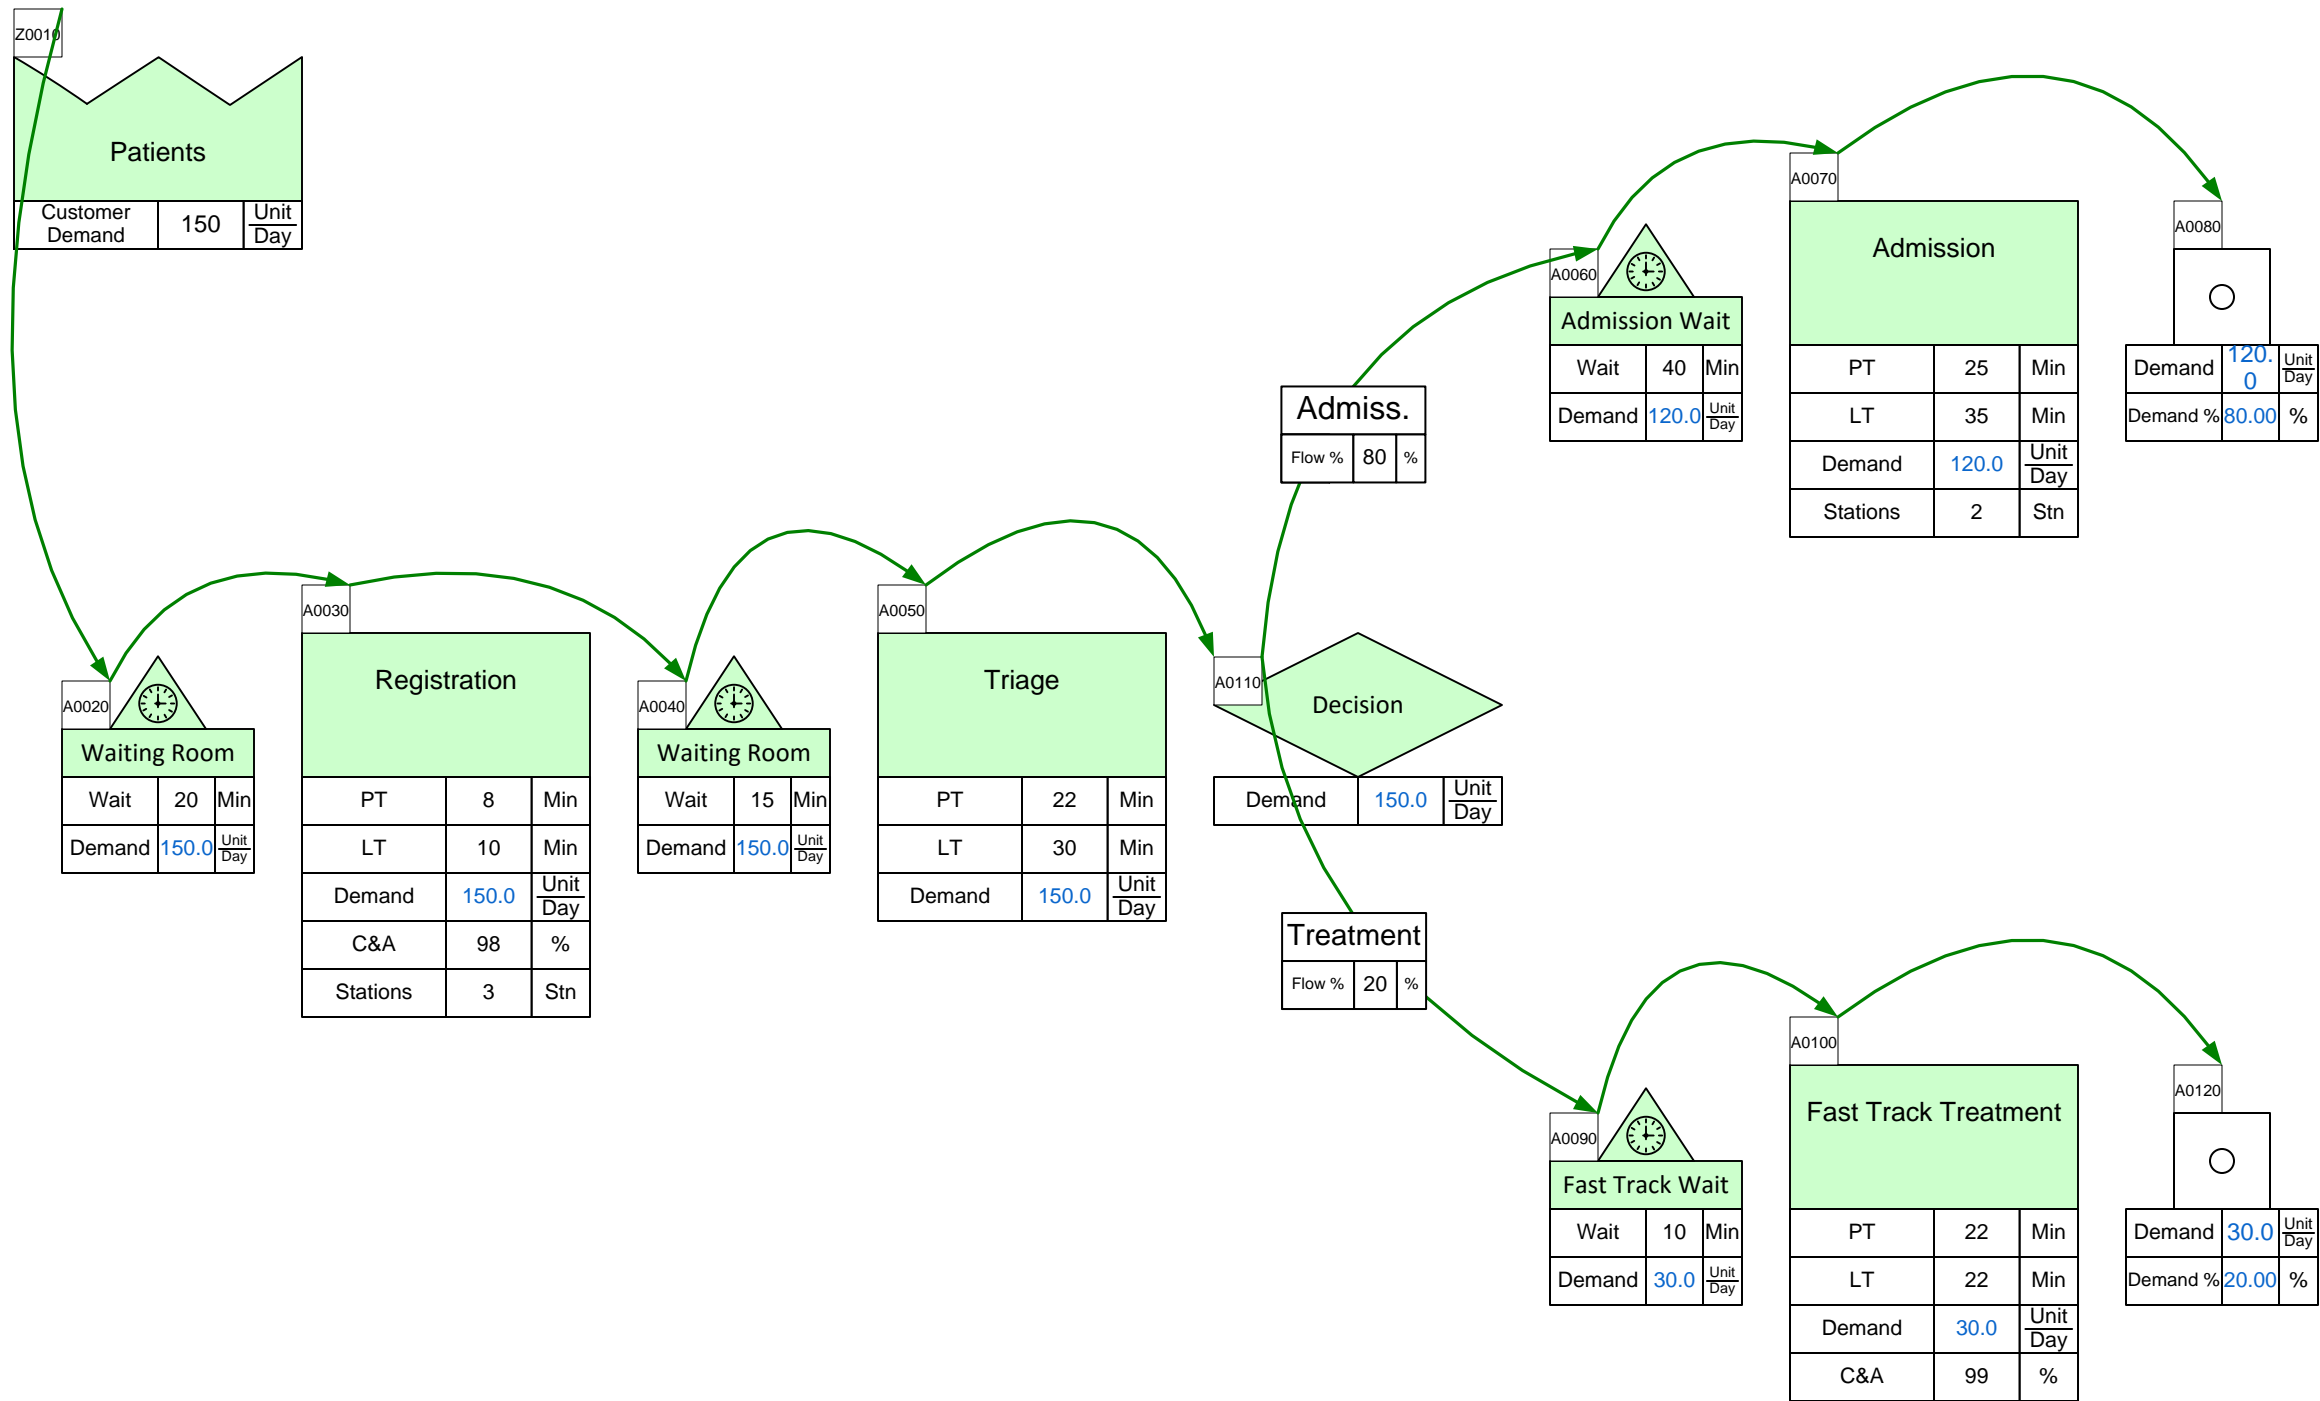 Z0010
Patients
Customer Demand 150 Unit Day
A0020
Waiting Room
Wait 20 Min
Demand 150.0 Unit Day
A0030
Registration
PT 8 Min
LT 10 Min
Demand 150.0 Unit Day
C&A 98 %
Stations 3 Stn
A0040
Waiting Room
Wait 15 Min
Demand 150.0 Unit Day
A0050
Triage
PT 22 Min
LT 30 Min
Demand 150.0 Unit Day
A0110
Decision
Demand 150.0 Unit Day
Admiss.
Flow % 80 %
A0060
Admission Wait
Wait 40 Min
Demand 120.0 Unit Day
A0070
Admission
PT 25 Min
LT 35 Min
Demand 120.0 Unit Day
Stations 2 Stn
A0080
Demand 120.0 Unit Day
Demand % 80.00 %
Treatment
Flow % 20 %
A0090
Fast Track Wait
Wait 10 Min
Demand 30.0 Unit Day
A0100
Fast Track Treatment
PT 22 Min
LT 22 Min
Demand 30.0 Unit Day
C&A 99 %
A0120
Demand 30.0 Unit Day
Demand % 20.00 %